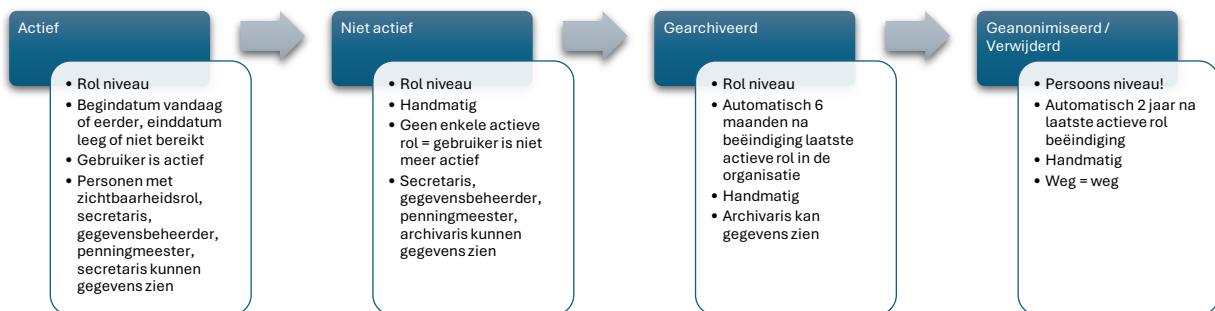 Actief
• Rol niveau
• Begindatum vandaag
of eerder, einddatum
leeg of niet bereikt
• Gebruiker is actief
• Personen met
zichtbaarheidsrol,
secretaris,
gegevensbeheerder,
penningmeester,
secretaris kunnen
gegevens zien
Niet actief
• Rol niveau
• Handmatig
• Geen enkele actieve
rol = gebruiker is niet
meer actief
• Secretaris,
gegevensbeheerder,
penningmeester,
archivaris kunnen
gegevens zien
Gearchiveerd
• Rol niveau
• Automatisch 6
maanden na
beëindiging laatste
actieve rol in de
organisatie
• Handmatig
• Archivaris kan
gegevens zien
Geanonimiseerd /
Verwijderd
• Persoons niveau!
• Automatisch 2 jaar na
laatste actieve rol
beëindiging
• Handmatig
• Weg = weg